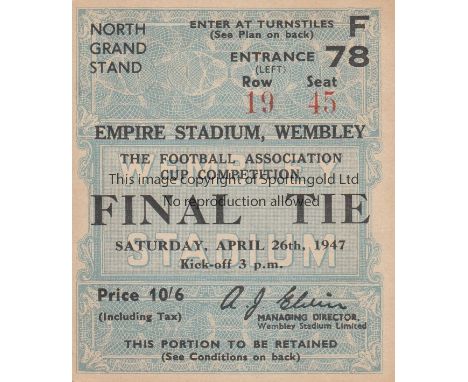 NORTH GRAND STAND
ENTER AT TURNSTILES F
(See Plan on back)
ENTRANCE 78
(LEFT)
Row Seat
19 45
EMPIRE STADIUM, WEMBLEY
WEMBLEY
THE FOOTBALL ASSOCIATION
CUP COMPETITION
This image copyright of Sportingold Ltd
No reproduction allowed
FINAL TIE
SATURDAY, APRIL 26th, 1947
STADIUM
Kick-off 3 p.m.
Price 10/6
(Including Tax)
A J Elvin
MANAGING DIRECTOR,
Wembley Stadium Limited
THIS PORTION TO BE RETAINED
(See Conditions on back)